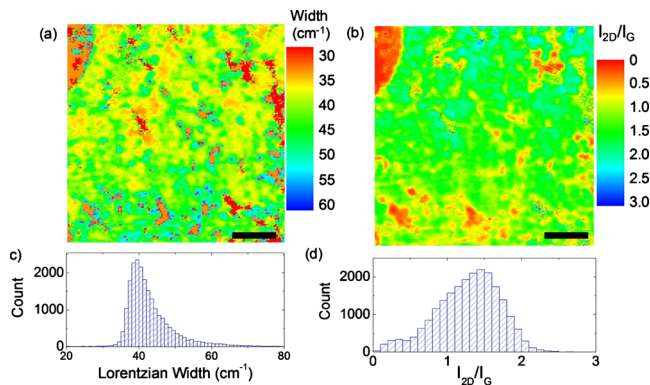 (a)
Width
(cm⁻¹)
30
35
40
45
50
55
60
(b)
I2D/IG
0
0.5
1.0
1.5
2.0
2.5
3.0
c)
Count
2000
1000
0
20 40 60 80
Lorentzian Width (cm⁻¹)
(d)
Count
2000
1000
0
0 1 2 3
I2D/IG